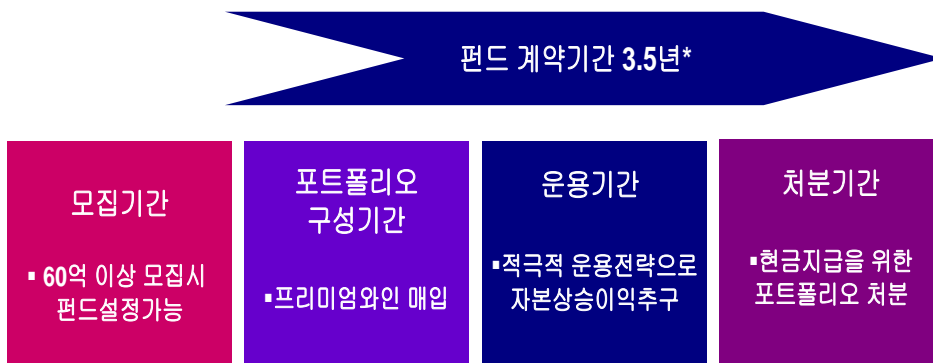 펀드 계약기간 3.5년*
모집기간
▪ 60억 이상 모집시
펀드설정가능
포트폴리오
구성기간
▪프리미엄와인 매입
운용기간
▪적극적 운용전략으로
자본상승이익추구
처분기간
▪현금지급을 위한
포트폴리오 처분